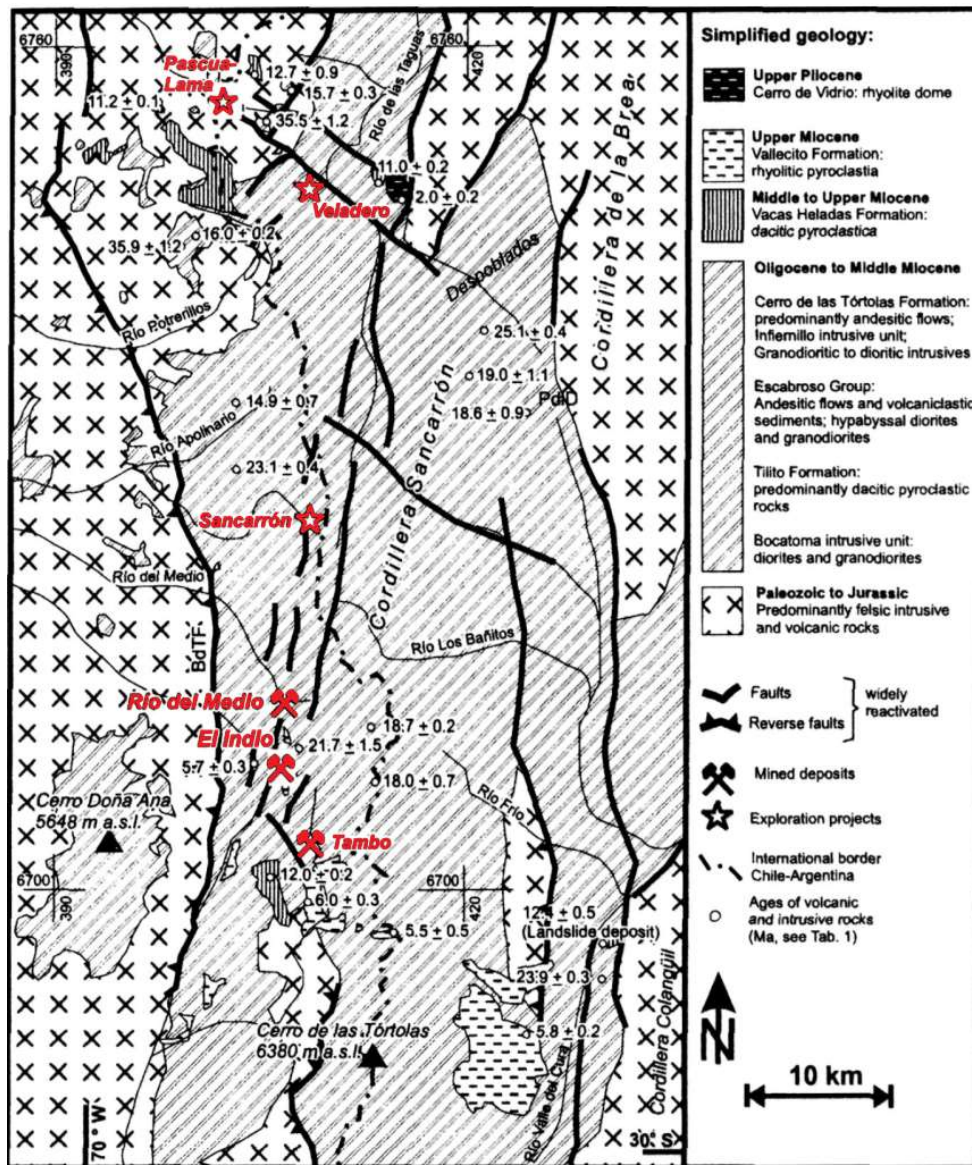 6760
390
Pascua-
Lama
12.7 ± 0.9
15.7 ± 0.3
11.2 ± 0.1
35.5 ± 1.2
Río de las Taguas
6760
420
11.0 ± 0.2
2.0 ± 0.2
Veladero
16.0 ± 0.2
35.9 ± 1.2
Cordillera de la Brea
Despoblados
Río Potrerillos
25.1 ± 0.4
19.0 ± 1.1
PdlD
18.6 ± 0.9
14.9 ± 0.7
Río Apolinario
23.1 ± 0.4
Cordillera Sancarrón
Sancarrón
Río del Medio
BdTF
Río Los Bañitos
Río del Medio
18.7 ± 0.2
El Indio
21.7 ± 1.5
5.7 ± 0.3
18.0 ± 0.7
Río Frío
Cerro Doña Ana
5648 m a.s.l.
Tambo
6700
390
12.0 ± 0.2
6.0 ± 0.3
6700
420
12.4 ± 0.5
(Landslide deposit)
5.5 ± 0.5
23.9 ± 0.3
5.8 ± 0.2
Cerro de las Tórtolas
6380 m a.s.l.
Río Valle del Cura
Cordillera Colangüil
70° W
30° S
Simplified geology:
Upper Pliocene
Cerro de Vidrio: rhyolite dome
Upper Miocene
Vallecito Formation:
rhyolitic pyroclastia
Middle to Upper Miocene
Vacas Heladas Formation:
dacitic pyroclastica
Oligocene to Middle Miocene
Cerro de las Tórtolas Formation:
predominantly andesitic flows;
Infiernillo intrusive unit;
Granodioritic to dioritic intrusives
Escabroso Group:
Andesitic flows and volcaniclastic
sediments; hypabyssal diorites
and granodiorites
Tilito Formation:
predominantly dacitic pyroclastic
rocks
Bocatoma intrusive unit:
diorites and granodiorites
Paleozoic to Jurassic
Predominantly felsic intrusive
and volcanic rocks
Faults
Reverse faults
widely
reactivated
Mined deposits
Exploration projects
International border
Chile-Argentina
Ages of volcanic
and intrusive rocks
(Ma, see Tab. 1)
N
10 km